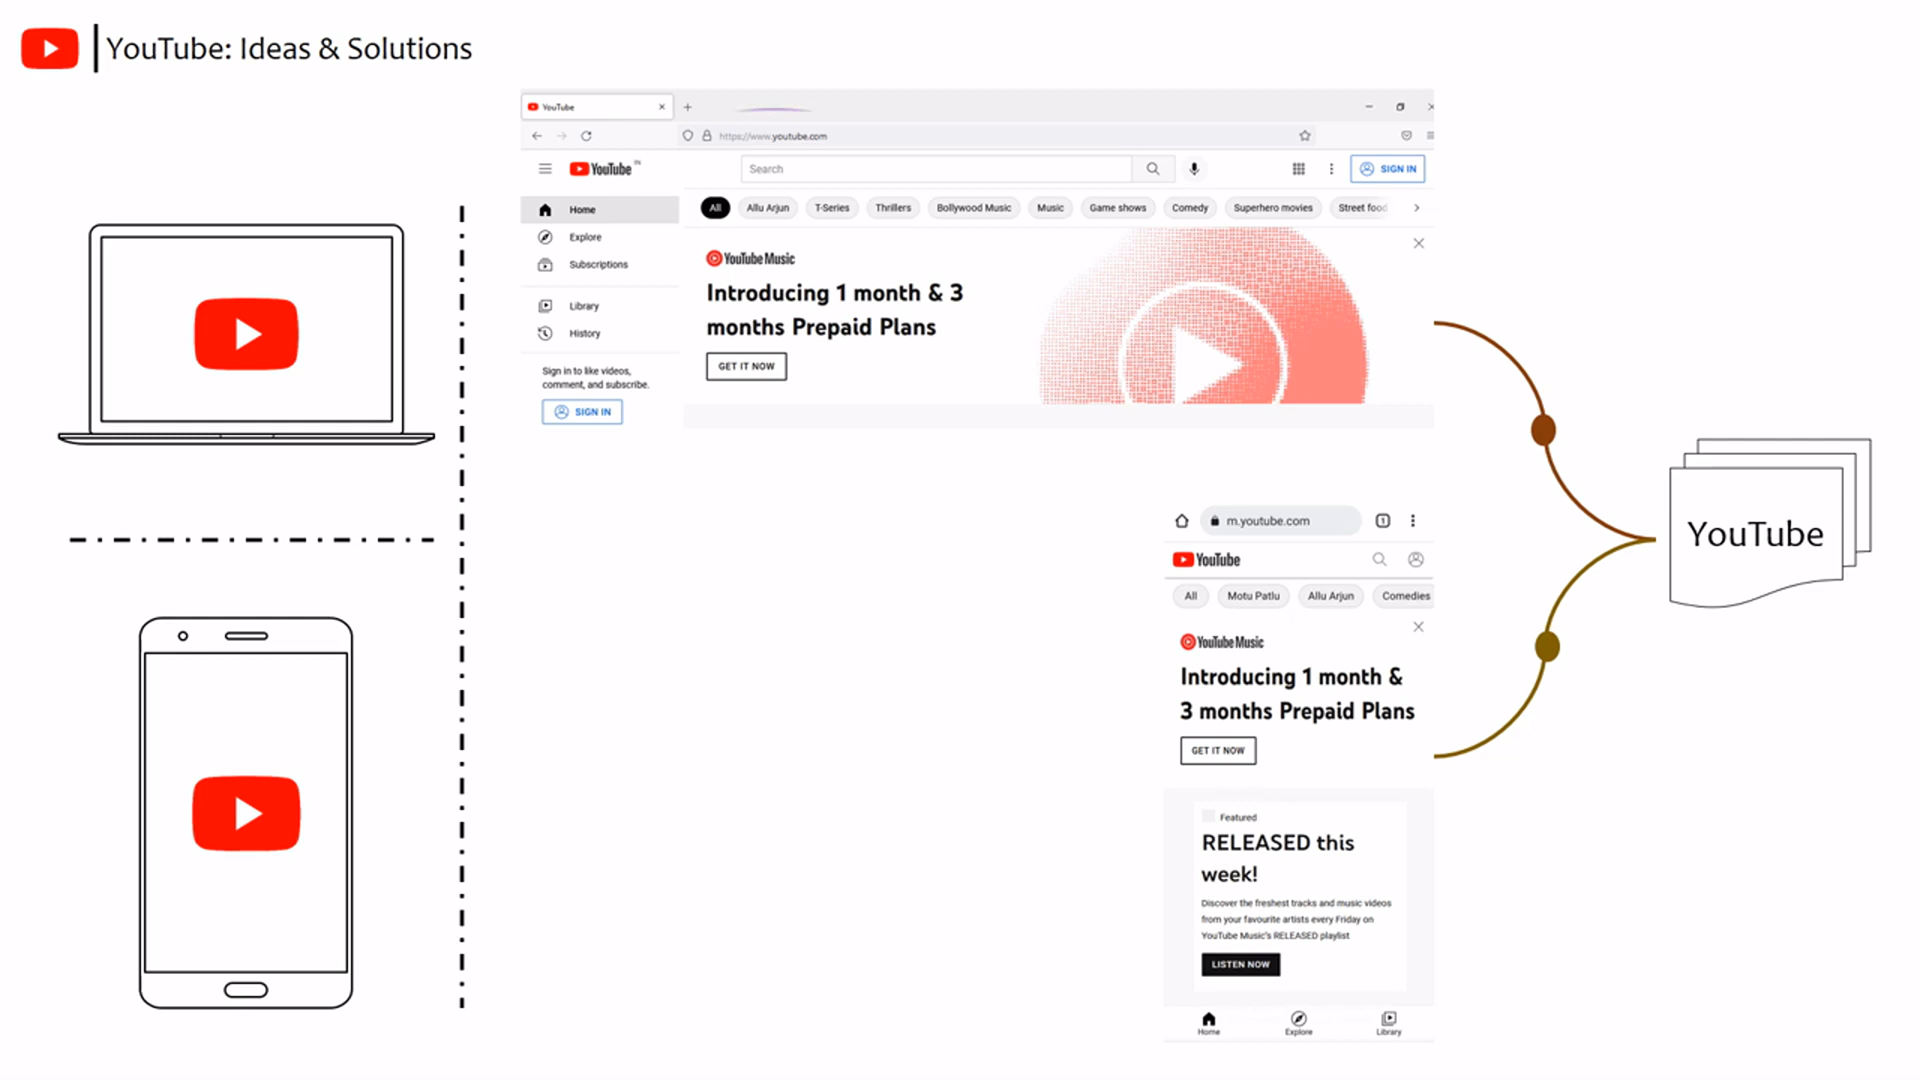 YouTube: Ideas & Solutions
YouTube
https://www.youtube.com
YouTube IN
Search
SIGN IN
Home
All
Allu Arjun
T-Series
Thrillers
Bollywood Music
Music
Game shows
Comedy
Superhero movies
Street food
Explore
Subscriptions
Library
History
Sign in to like videos,
comment, and subscribe.
SIGN IN
YouTube Music
Introducing 1 month & 3
months Prepaid Plans
GET IT NOW
m.youtube.com
1
YouTube
All
Motu Patlu
Allu Arjun
Comedies
YouTube Music
Introducing 1 month &
3 months Prepaid Plans
GET IT NOW
Featured
RELEASED this
week!
Discover the freshest tracks and music videos
from your favourite artists every Friday on
YouTube Music's RELEASED playlist
LISTEN NOW
Home
Explore
Library
YouTube